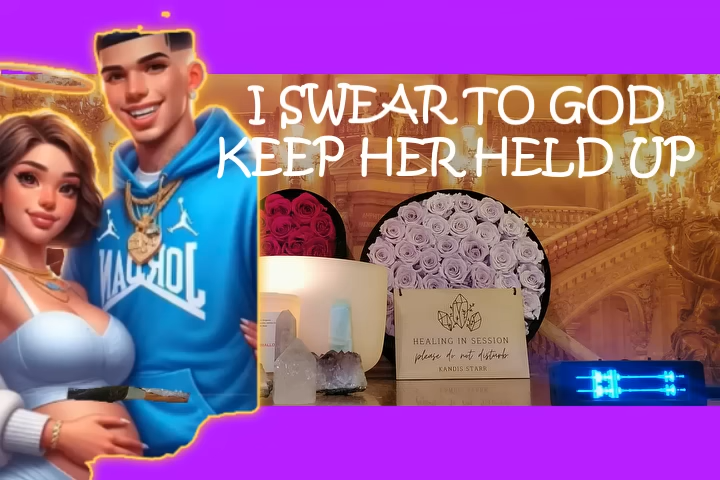 I SWEAR TO GOD
KEEP HER HELD UP
JORDAN
HEALING IN SESSION
please do not disturb
KANDIS STARR